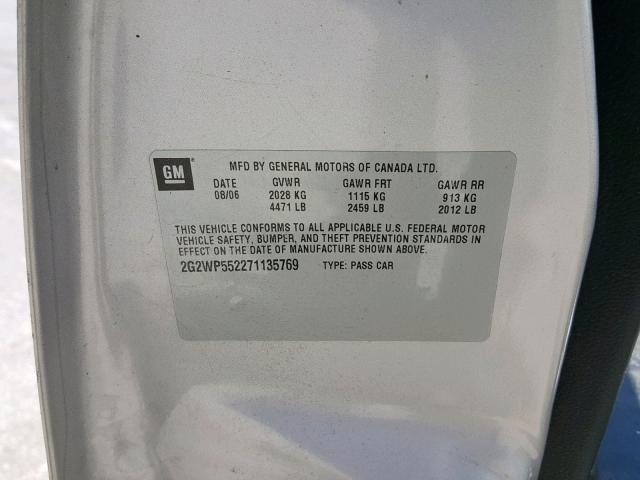 GM MFD BY GENERAL MOTORS OF CANADA LTD.
DATE GVWR GAWR FRT GAWR RR
08/06 2028 KG 1115 KG 913 KG
4471 LB 2459 LB 2012 LB
THIS VEHICLE CONFORMS TO ALL APPLICABLE U.S. FEDERAL MOTOR
VEHICLE SAFETY, BUMPER, AND THEFT PREVENTION STANDARDS IN
EFFECT ON THE DATE OF MANUFACTURE SHOWN ABOVE.
2G2WP552271135769 TYPE: PASS CAR